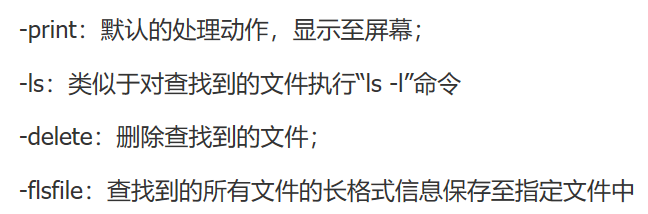 -print：默认的处理动作，显示至屏幕；
-ls：类似于对查找到的文件执行“ls -l”命令
-delete：删除查找到的文件；
-flsfile：查找到的所有文件的长格式信息保存至指定文件中